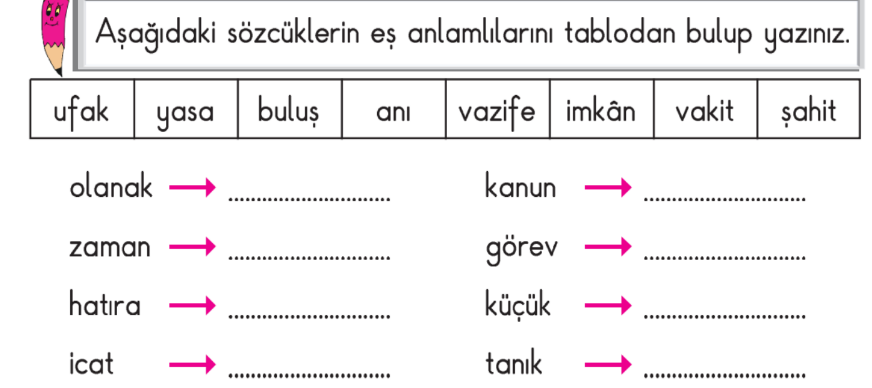 Aşağıdaki sözcüklerin eş anlamlılarını tablodan bulup yazınız.
ufak yasa buluş anı vazife imkân vakit şahit
olanak → .............................. kanun → ..............................
zaman → .............................. görev → ..............................
hatıra → .............................. küçük → ..............................
icat → .............................. tanık → ..............................